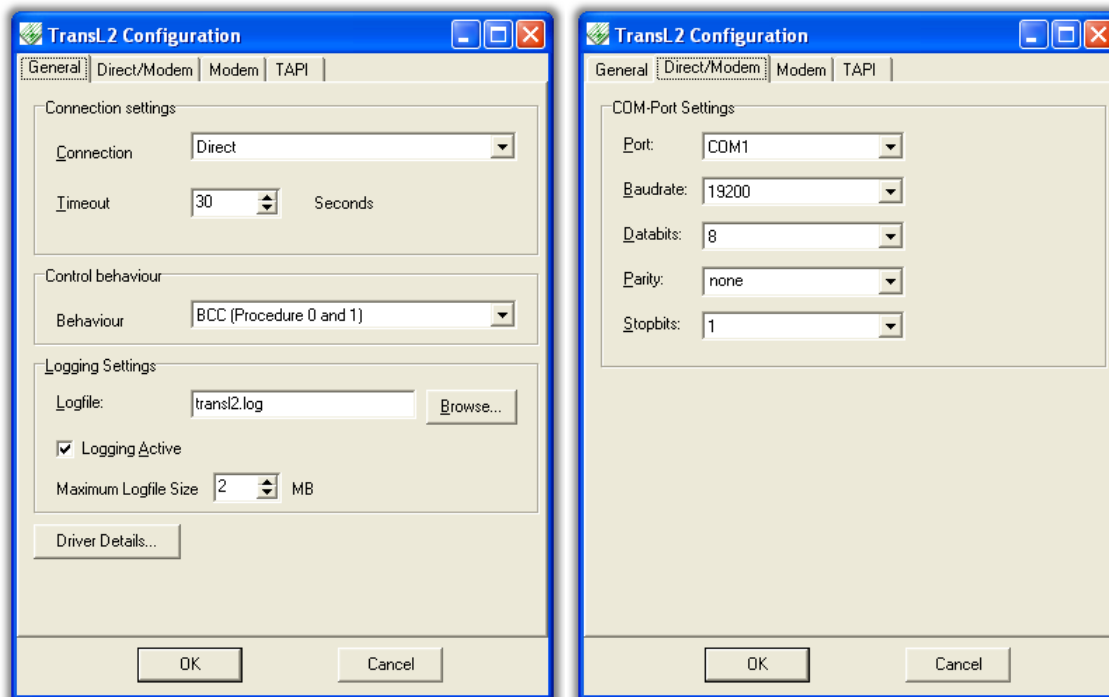 TransL2 Configuration
General Direct/Modem Modem TAPI
Connection settings
Connection Direct
Timeout 30 Seconds
Control behaviour
Behaviour BCC (Procedure 0 and 1)
Logging Settings
Logfile: transl2.log Browse...
Logging Active
Maximum Logfile Size 2 MB
Driver Details...
OK Cancel
TransL2 Configuration
General Direct/Modem Modem TAPI
COM-Port Settings
Port: COM1
Baudrate: 19200
Databits: 8
Parity: none
Stopbits: 1
OK Cancel